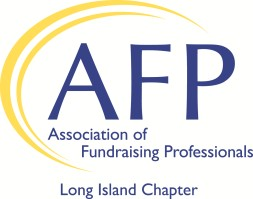 AFP
Association of
Fundraising Professionals
Long Island Chapter